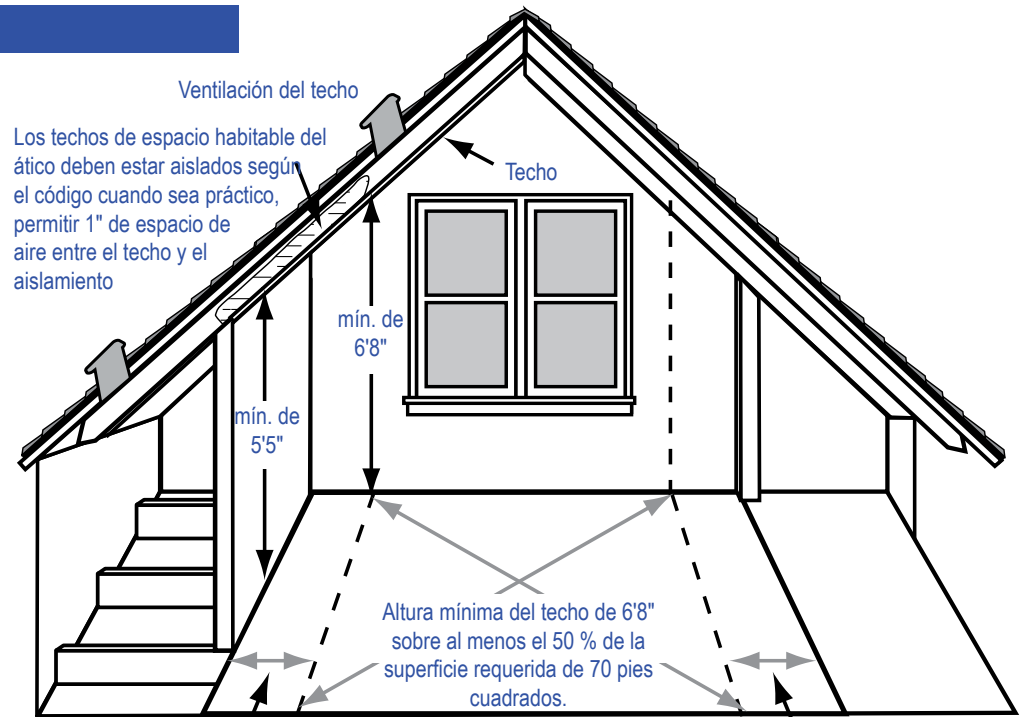 Ventilación del techo
Los techos de espacio habitable del
ático deben estar aislados según
el código cuando sea práctico,
permitir 1" de espacio de
aire entre el techo y el
aislamiento
Techo
mín. de
6'8"
mín. de
5'5"
Altura mínima del techo de 6'8"
sobre al menos el 50 % de la
superficie requerida de 70 pies
cuadrados.